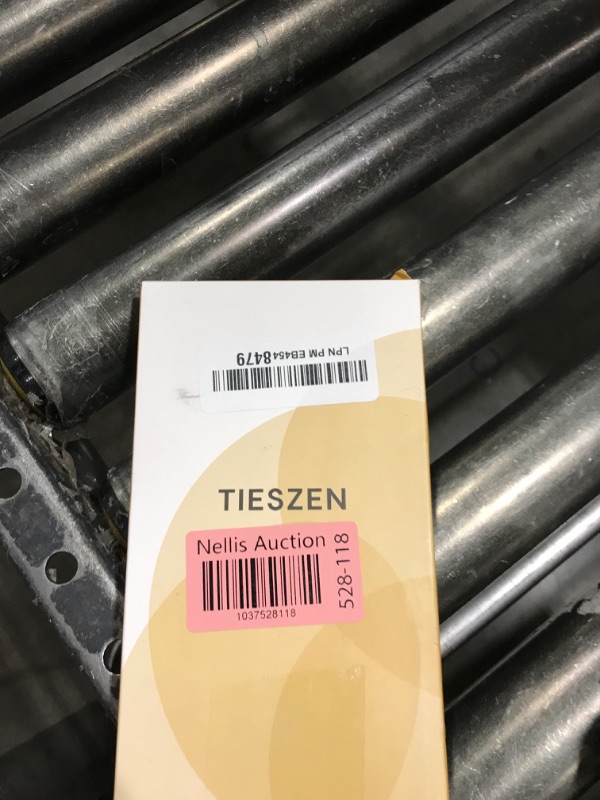 LPN PM EB4548479
TIESZEN
Nellis Auction
528-118
1037528118